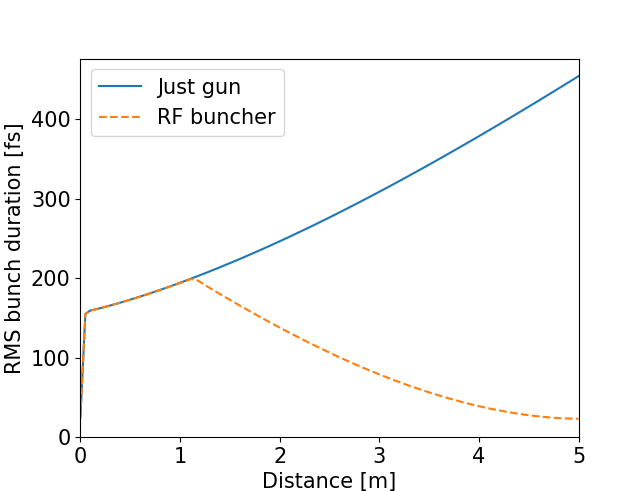 Just gun
RF buncher
RMS bunch duration [fs]
400
300
200
100
0
0 1 2 3 4 5
Distance [m]